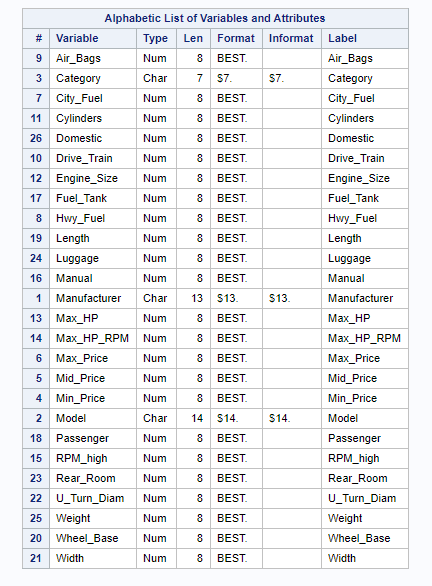 Alphabetic List of Variables and Attributes
# Variable Type Len Format Informat Label
9 Air_Bags Num 8 BEST. Air_Bags
3 Category Char 7 $7. $7. Category
7 City_Fuel Num 8 BEST. City_Fuel
11 Cylinders Num 8 BEST. Cylinders
26 Domestic Num 8 BEST. Domestic
10 Drive_Train Num 8 BEST. Drive_Train
12 Engine_Size Num 8 BEST. Engine_Size
17 Fuel_Tank Num 8 BEST. Fuel_Tank
8 Hwy_Fuel Num 8 BEST. Hwy_Fuel
19 Length Num 8 BEST. Length
24 Luggage Num 8 BEST. Luggage
16 Manual Num 8 BEST. Manual
1 Manufacturer Char 13 $13. $13. Manufacturer
13 Max_HP Num 8 BEST. Max_HP
14 Max_HP_RPM Num 8 BEST. Max_HP_RPM
6 Max_Price Num 8 BEST. Max_Price
5 Mid_Price Num 8 BEST. Mid_Price
4 Min_Price Num 8 BEST. Min_Price
2 Model Char 14 $14. $14. Model
18 Passenger Num 8 BEST. Passenger
15 RPM_high Num 8 BEST. RPM_high
23 Rear_Room Num 8 BEST. Rear_Room
22 U_Turn_Diam Num 8 BEST. U_Turn_Diam
25 Weight Num 8 BEST. Weight
20 Wheel_Base Num 8 BEST. Wheel_Base
21 Width Num 8 BEST. Width